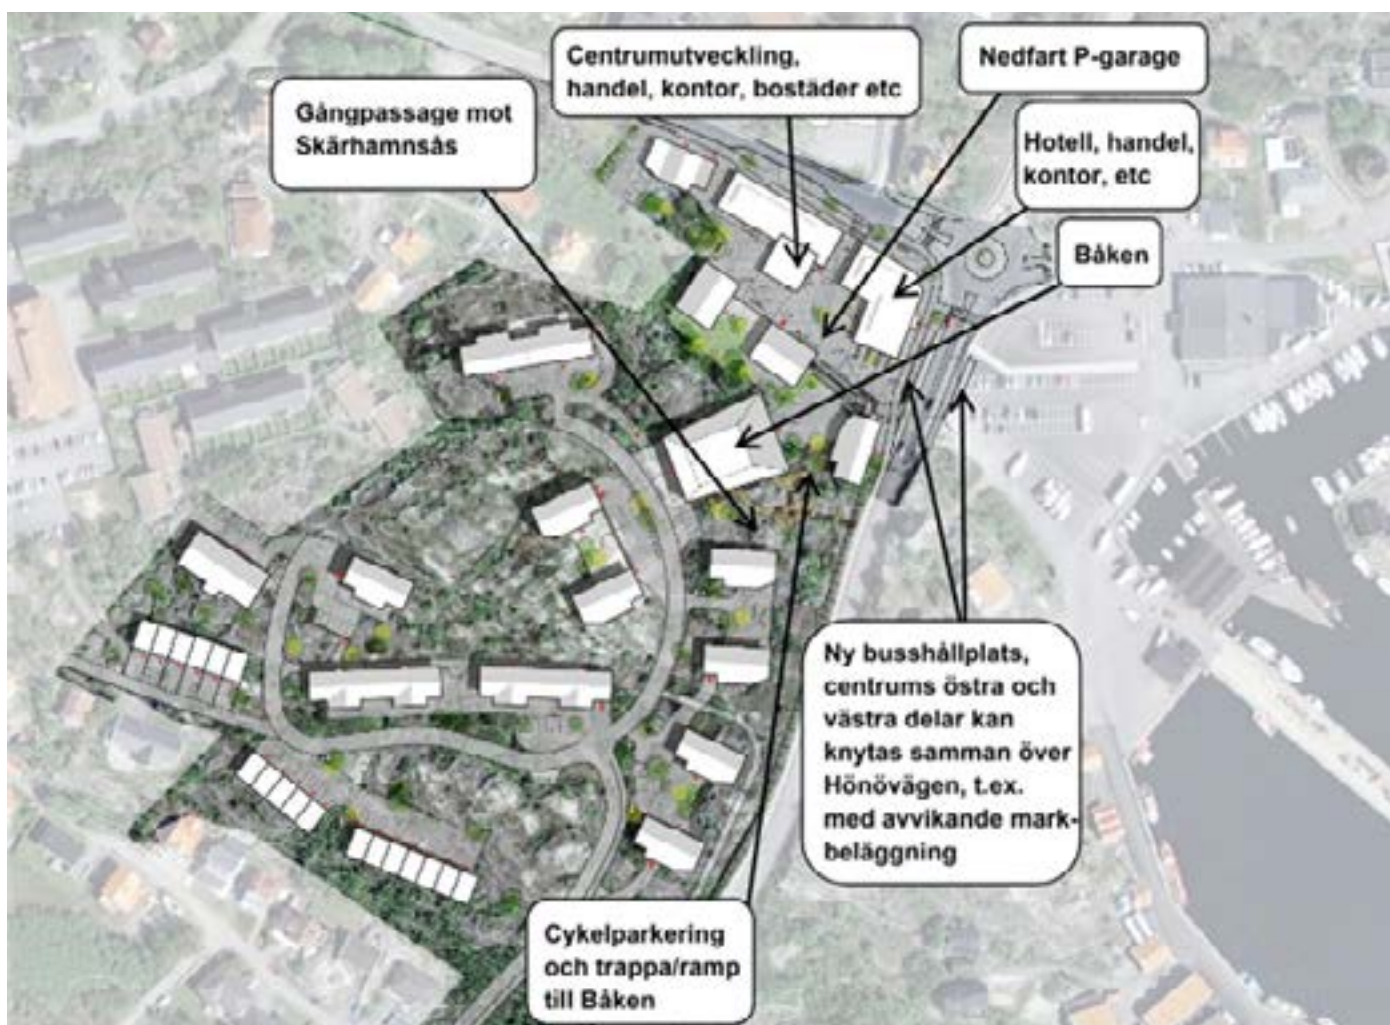 Centrumutveckling,
handel, kontor, bostäder etc
Nedfart P-garage
Gångpassage mot
Skärhamnsås
Hotell, handel,
kontor, etc
Båken
Ny busshållplats,
centrums östra och
västra delar kan
knytas samman över
Hönövägen, t.ex.
med avvikande mark-
beläggning
Cykelparkering
och trappa/ramp
till Båken